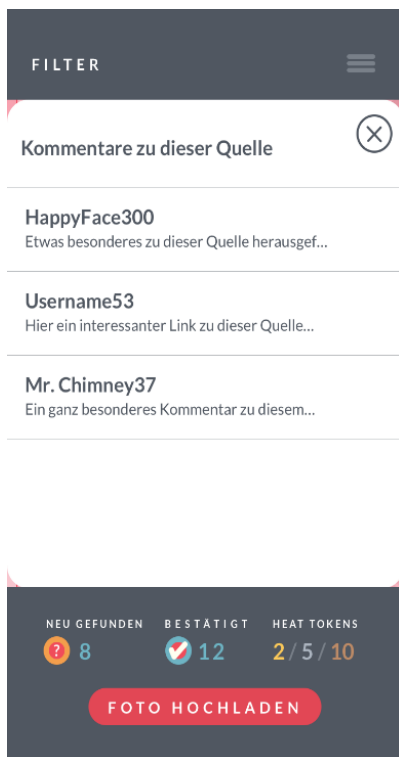 FILTER
Kommentare zu dieser Quelle
HappyFace300
Etwas besonderes zu dieser Quelle herausgef...
Username53
Hier ein interessanter Link zu dieser Quelle...
Mr. Chimney37
Ein ganz besonderes Kommentar zu diesem...
NEU GEFUNDEN BESTÄTIGT HEAT TOKENS
? 8 12 2/5/10
FOTO HOCHLADEN